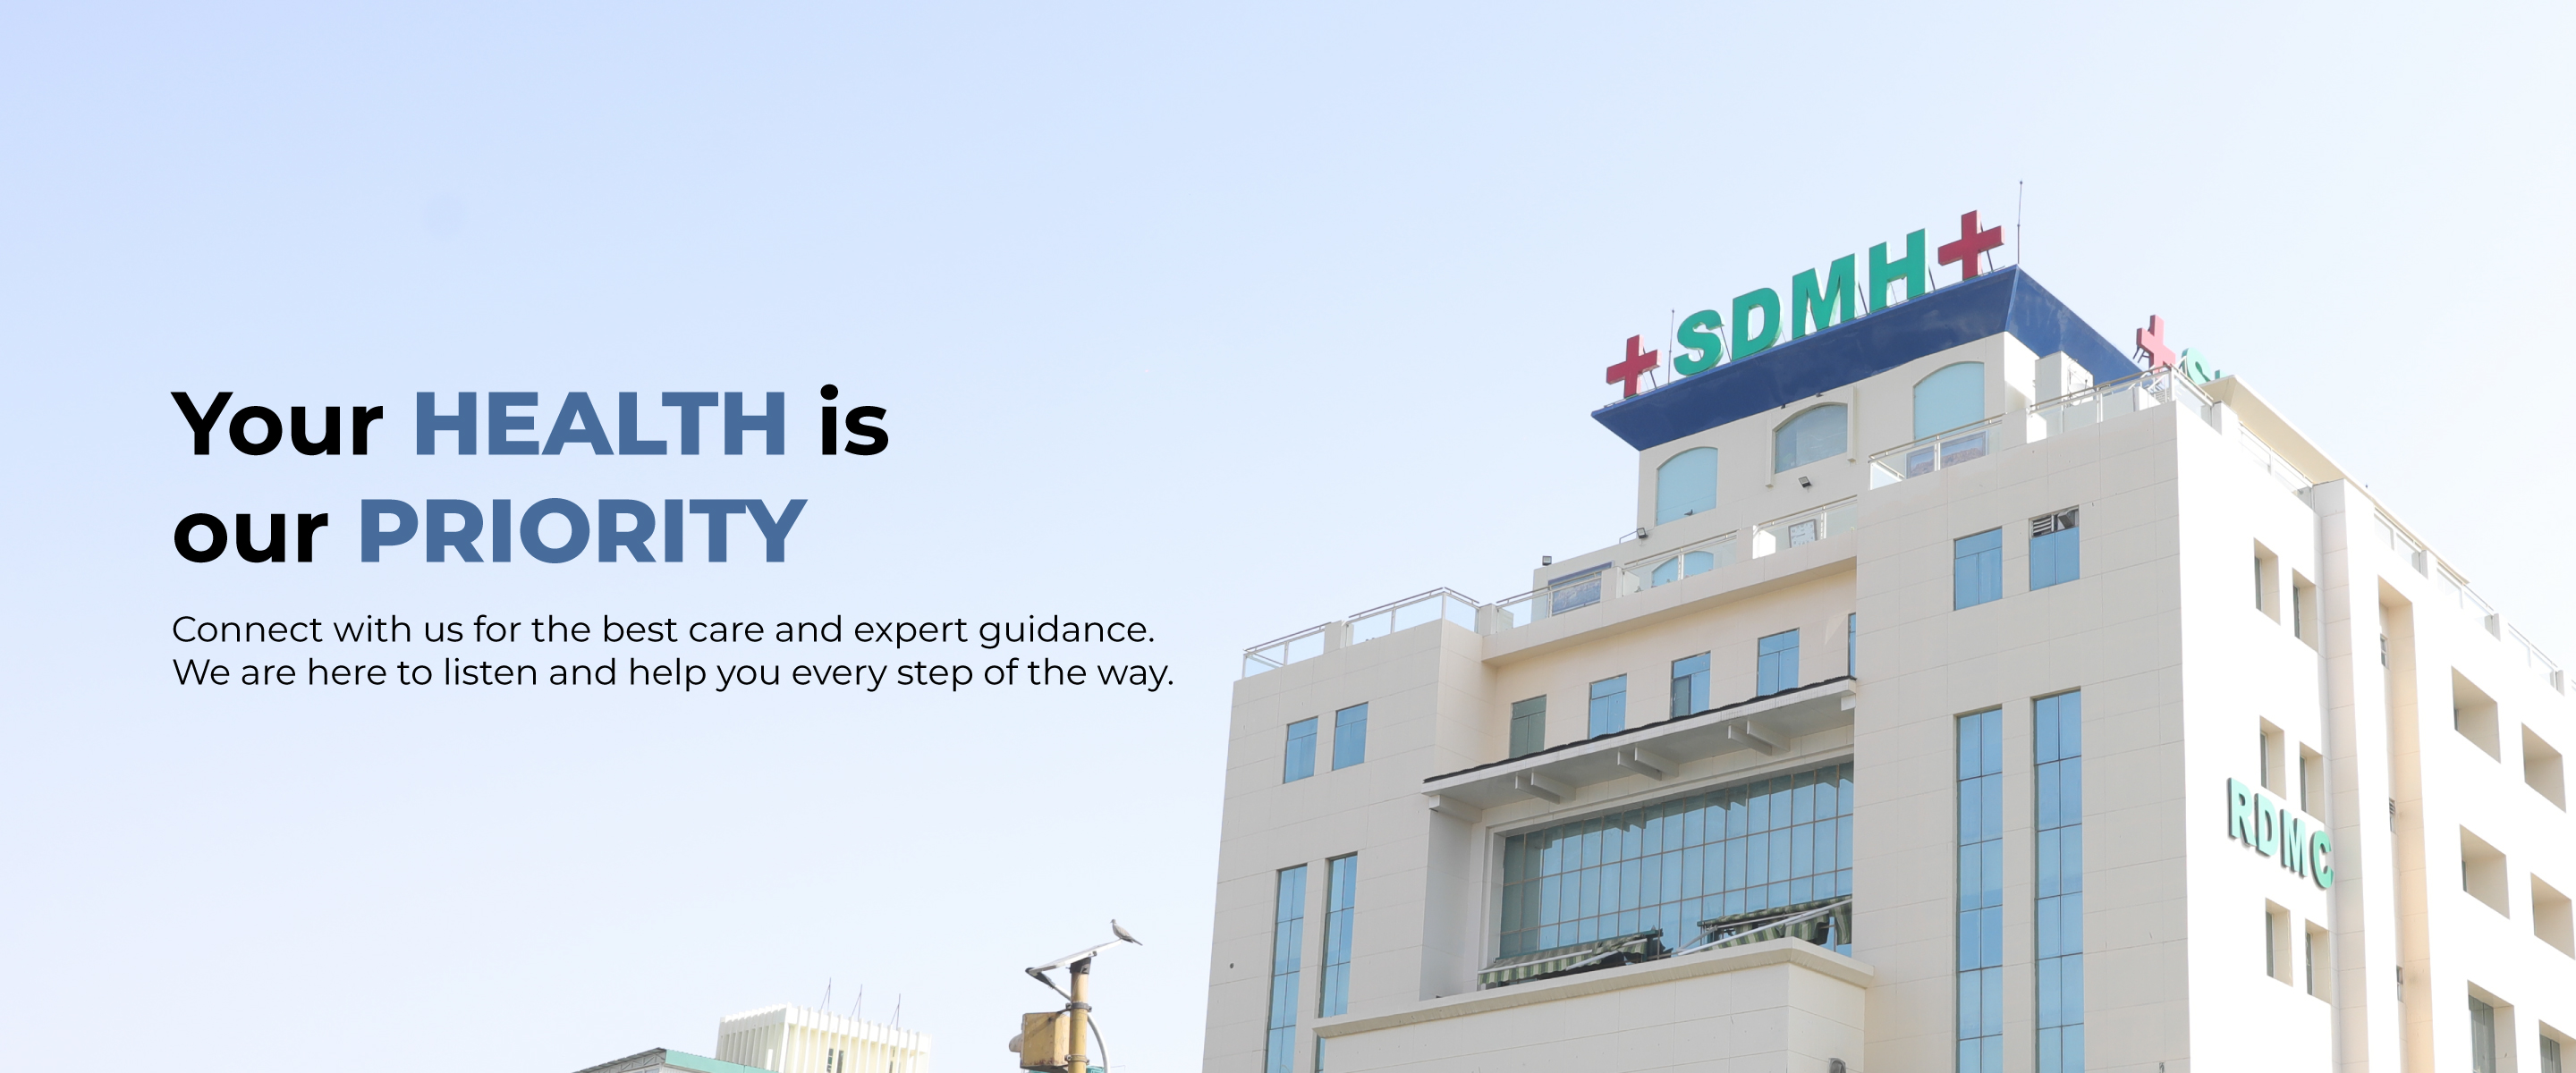 Your HEALTH is
our PRIORITY
Connect with us for the best care and expert guidance.
We are here to listen and help you every step of the way.
+SDMH+
+S
RDMC